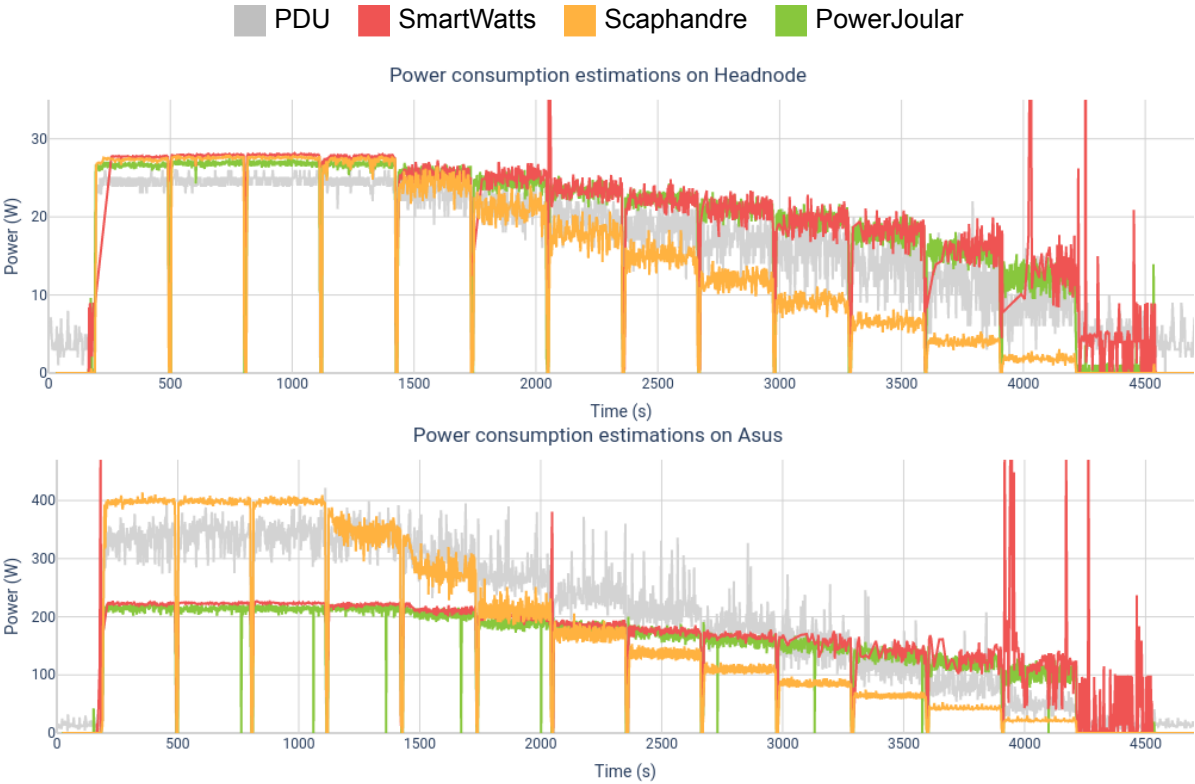 PDU SmartWatts Scaphandre PowerJoular
Power consumption estimations on Headnode
30
20
10
0
Power (W)
0 500 1000 1500 2000 2500 3000 3500 4000 4500
Time (s)
Power consumption estimations on Asus
400
300
200
100
0
Power (W)
0 500 1000 1500 2000 2500 3000 3500 4000 4500
Time (s)